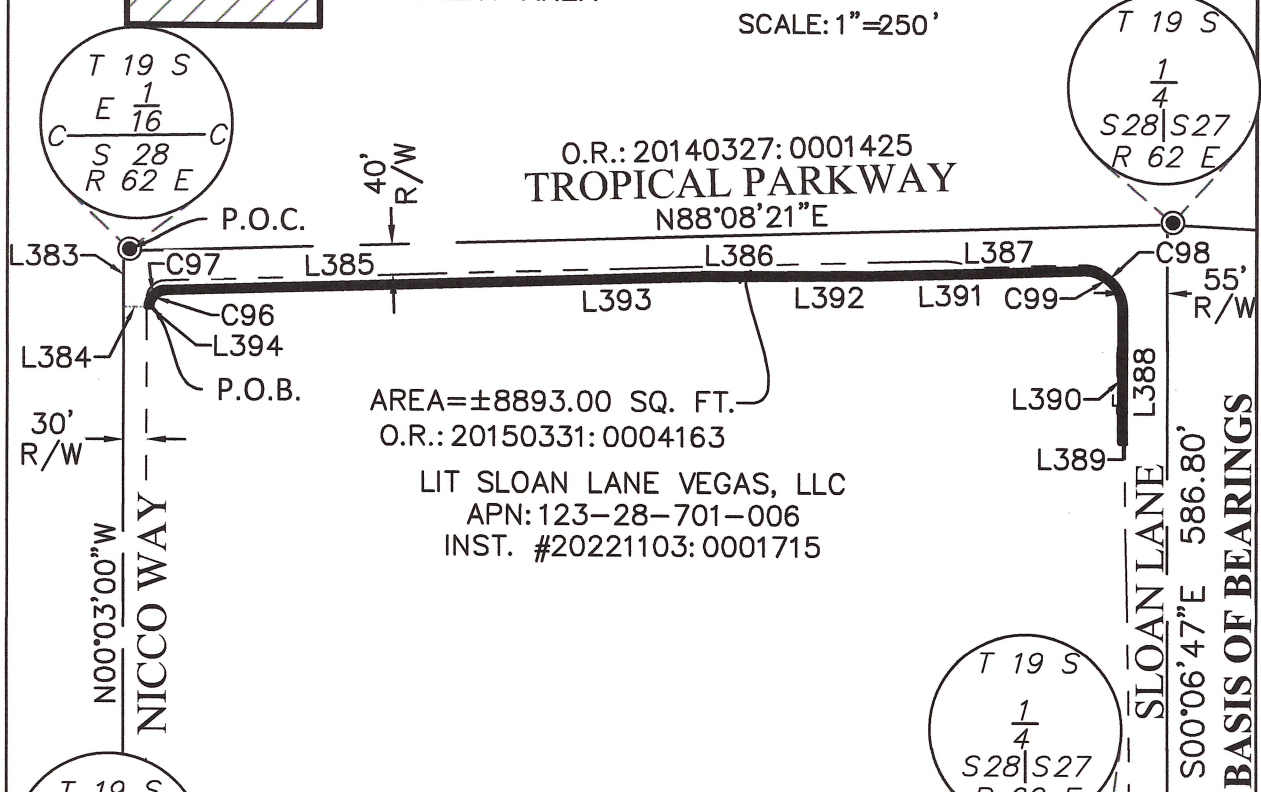 SCALE: 1"=250'
T 19 S
E 1/16
C C
S 28
R 62 E
T 19 S
1/4
S28|S27
R 62 E
O.R.: 20140327: 0001425
TROPICAL PARKWAY
N88°08'21"E
40'
R/W
P.O.C.
L383
C97
L385
L386
L387
C98
L393
L392
L391
C99
55'
R/W
C96
L394
L384
P.O.B.
L388
L390
L389
AREA=±8893.00 SQ. FT.
O.R.: 20150331: 0004163
30'
R/W
LIT SLOAN LANE VEGAS, LLC
APN: 123-28-701-006
INST. #20221103: 0001715
N00°03'00"W
NICCO WAY
SLOAN LANE
S00°06'47"E 586.80'
BASIS OF BEARINGS
T 19 S
1/4
S28|S27
T 19 S